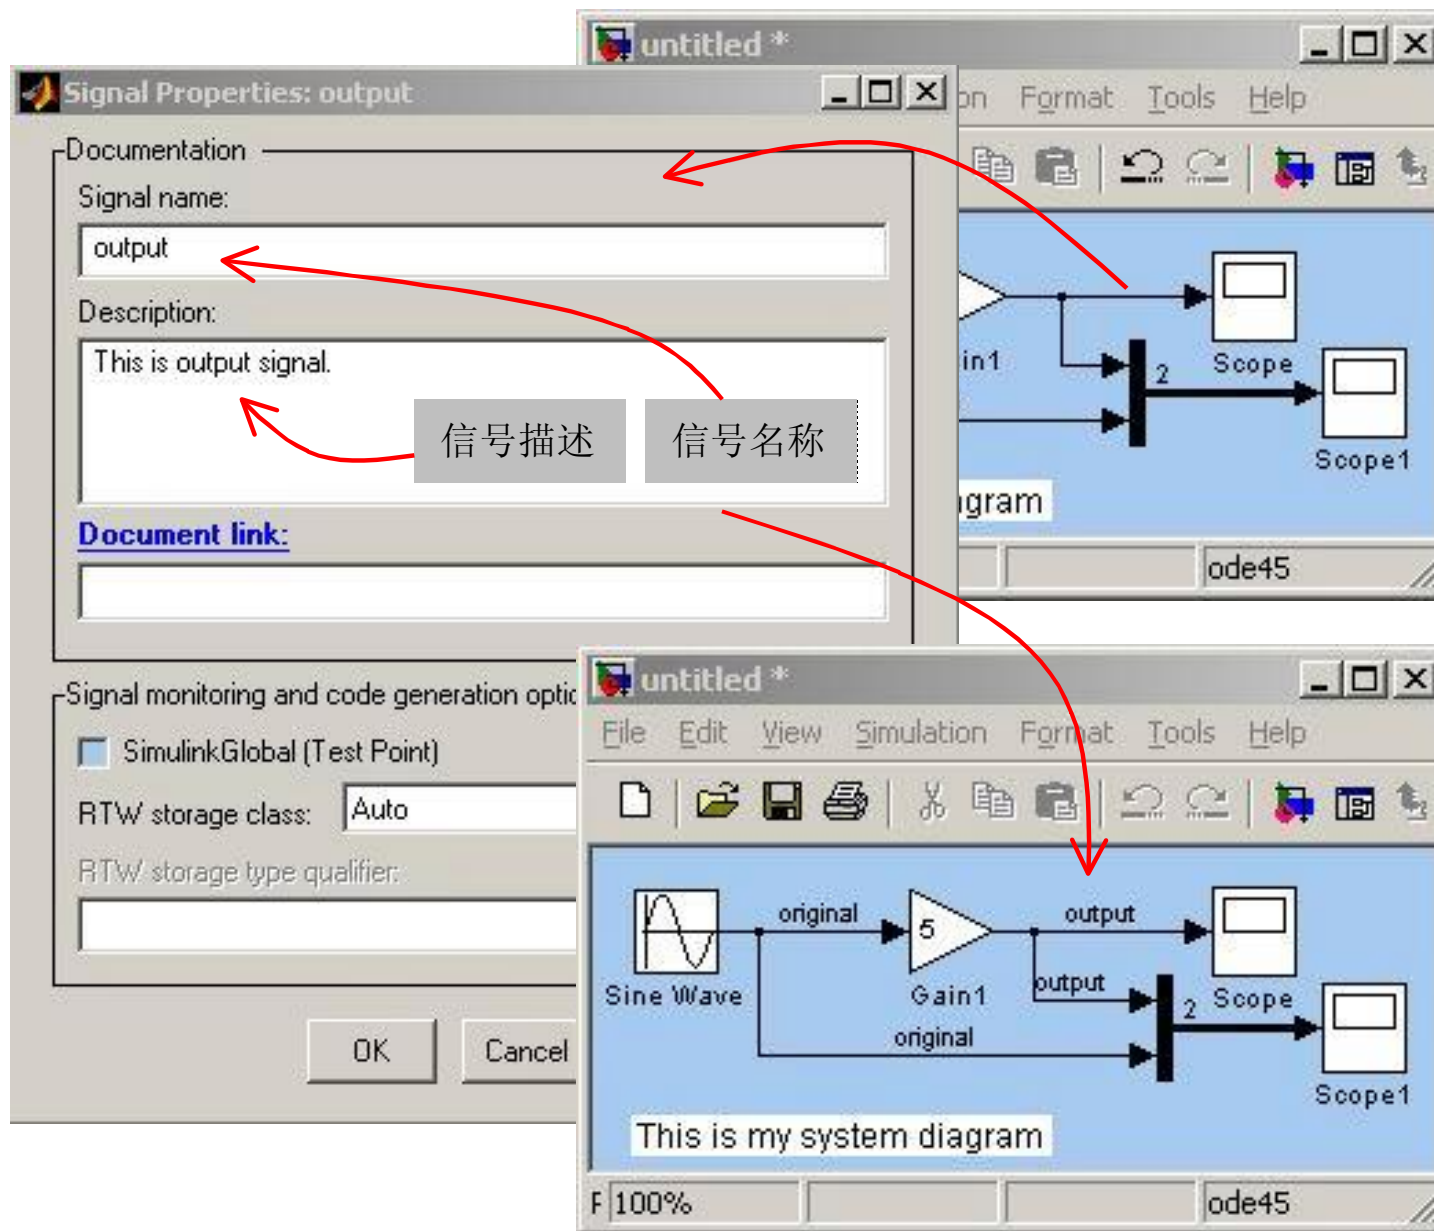 untitled *
Signal Properties: output
on Format Tools Help
Documentation
Signal name:
output
Description:
This is output signal.
信号描述
信号名称
Document link:
in1
2
Scope
Scope1
gram
ode45
Signal monitoring and code generation optio
SimulinkGlobal (Test Point)
RTW storage class:
Auto
RTW storage type qualifier:
OK
Cancel
untitled *
File Edit View Simulation Format Tools Help
original
5
output
Sine Wave
Gain1
output
2
Scope
original
Scope1
This is my system diagram
F 100%
ode45